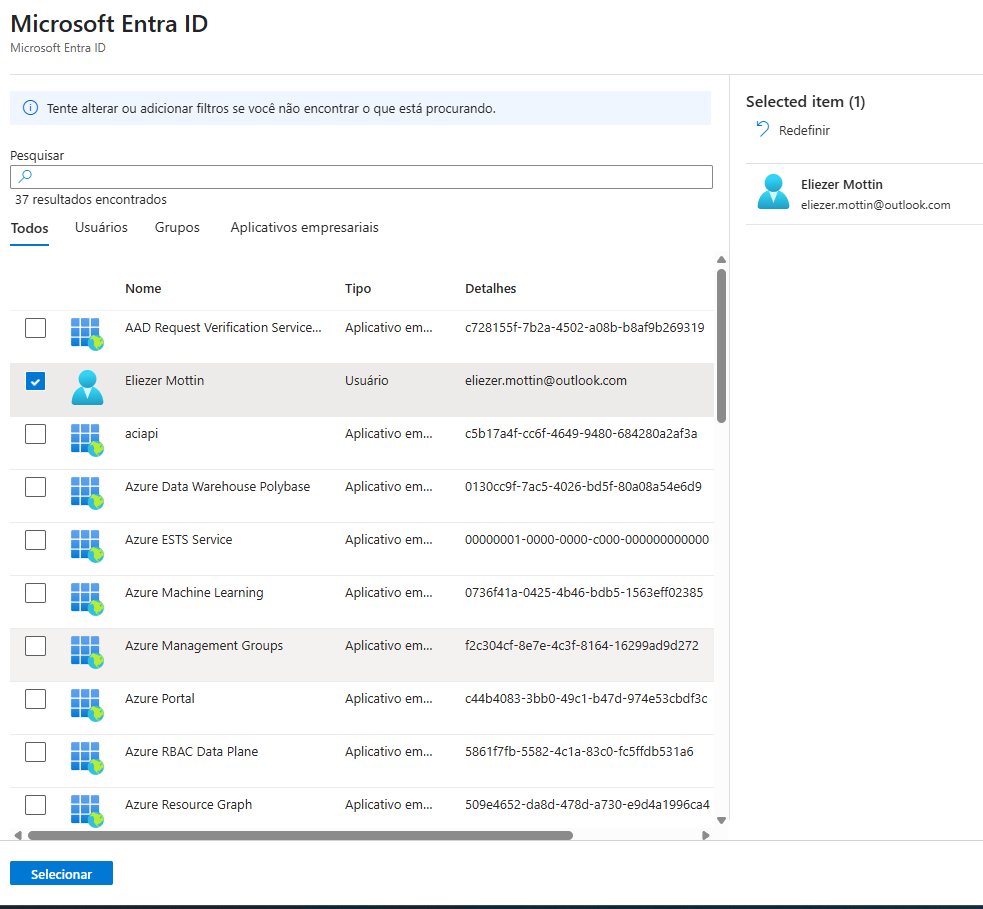 Microsoft Entra ID
Microsoft Entra ID
Tente alterar ou adicionar filtros se você não encontrar o que está procurando.
Pesquisar
37 resultados encontrados
Todos Usuários Grupos Aplicativos empresariais
Nome Tipo Detalhes
AAD Request Verification Service... Aplicativo em... c728155f-7b2a-4502-a08b-b8af9b269319
Eliezer Mottin Usuário eliezer.mottin@outlook.com
aciapi Aplicativo em... c5b17a4f-cc6f-4649-9480-684280a2af3a
Azure Data Warehouse Polybase Aplicativo em... 0130cc9f-7ac5-4026-bd5f-80a08a54e6d9
Azure ESTS Service Aplicativo em... 00000001-0000-0000-c000-000000000000
Azure Machine Learning Aplicativo em... 0736f41a-0425-4b46-bdb5-1563eff02385
Azure Management Groups Aplicativo em... f2c304cf-8e7e-4c3f-8164-16299ad9d272
Azure Portal Aplicativo em... c44b4083-3bb0-49c1-b47d-974e53cbdf3c
Azure RBAC Data Plane Aplicativo em... 5861f7fb-5582-4c1a-83c0-fc5ffdb531a6
Azure Resource Graph Aplicativo em... 509e4652-da8d-478d-a730-e9d4a1996ca4
Selecionar
Selected item (1)
Redefinir
Eliezer Mottin
eliezer.mottin@outlook.com